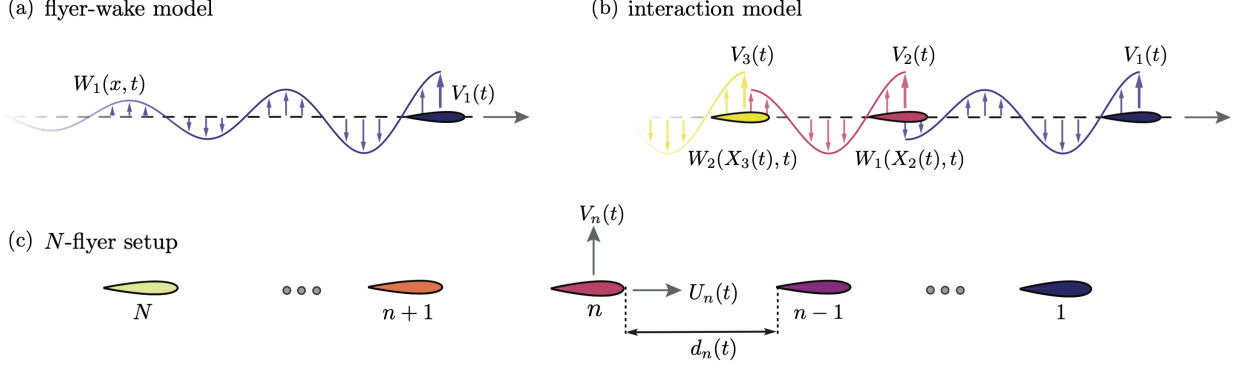 (a) flyer-wake model
(b) interaction model
W₁(x, t)
V₁(t)
V₃(t)
V₂(t)
V₁(t)
W₂(X₃(t), t)
W₁(X₂(t), t)
(c) N-flyer setup
Vₙ(t)
Uₙ(t)
N
n + 1
n
n − 1
1
dₙ(t)